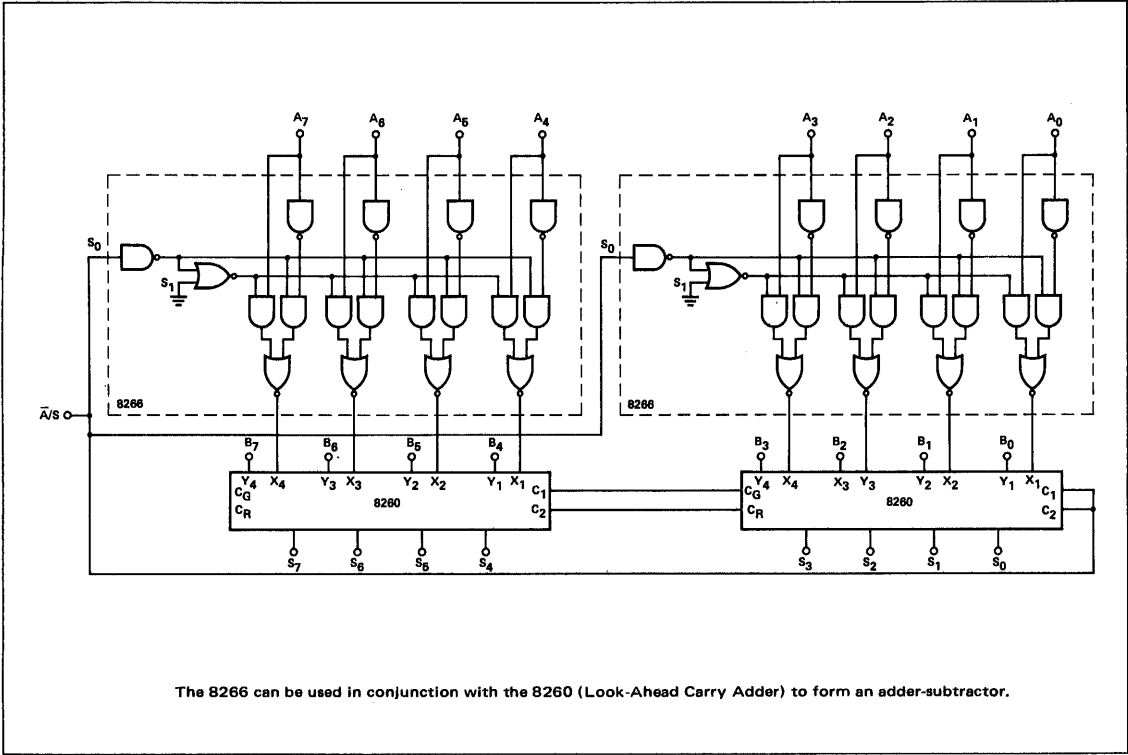 A7 A6 A5 A4 A3 A2 A1 A0
S0 S0
S1 S1
8266 8266
A̅/S
B7 B6 B5 B4 B3 B2 B1 B0
Y4 X4 Y3 X3 Y2 X2 Y1 X1 Y4 X4 X3 Y3 Y2 X2 Y1 X1
CG 8260 C1 CG 8260 C1
CR C2 CR C2
S7 S6 S5 S4 S3 S2 S1 S0
The 8266 can be used in conjunction with the 8260 (Look-Ahead Carry Adder) to form an adder-subtractor.